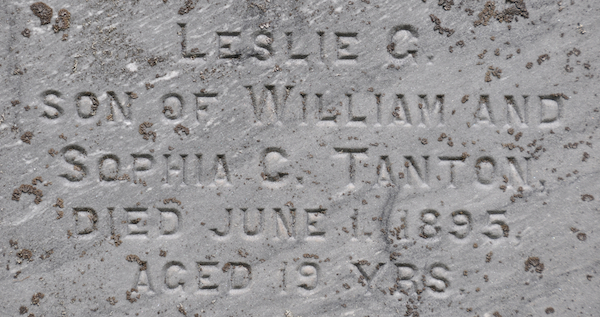 LESLIE G.
SON OF WILLIAM AND
SOPHIA C. TANTON,
DIED JUNE 1, 1895.
AGED 19 YRS